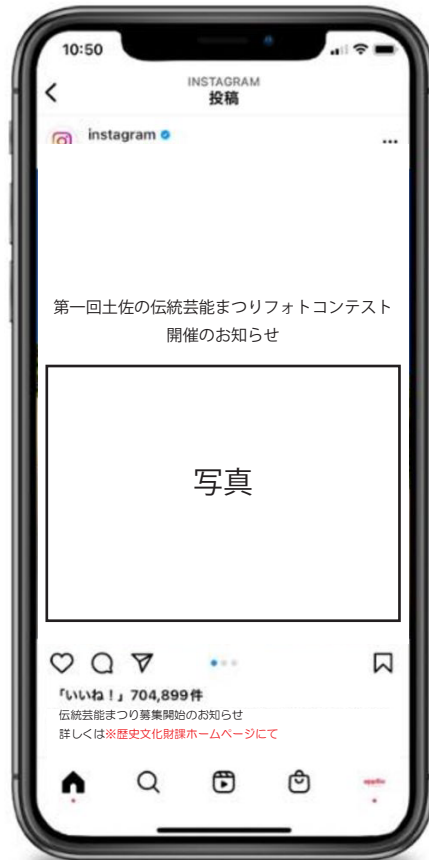 10:50
INSTAGRAM
投稿
instagram
第一回土佐の伝統芸能まつりフォトコンテスト
開催のお知らせ
写真
「いいね！」704,899件
伝統芸能まつり募集開始のお知らせ
詳しくは※歴史文化財課ホームページにて